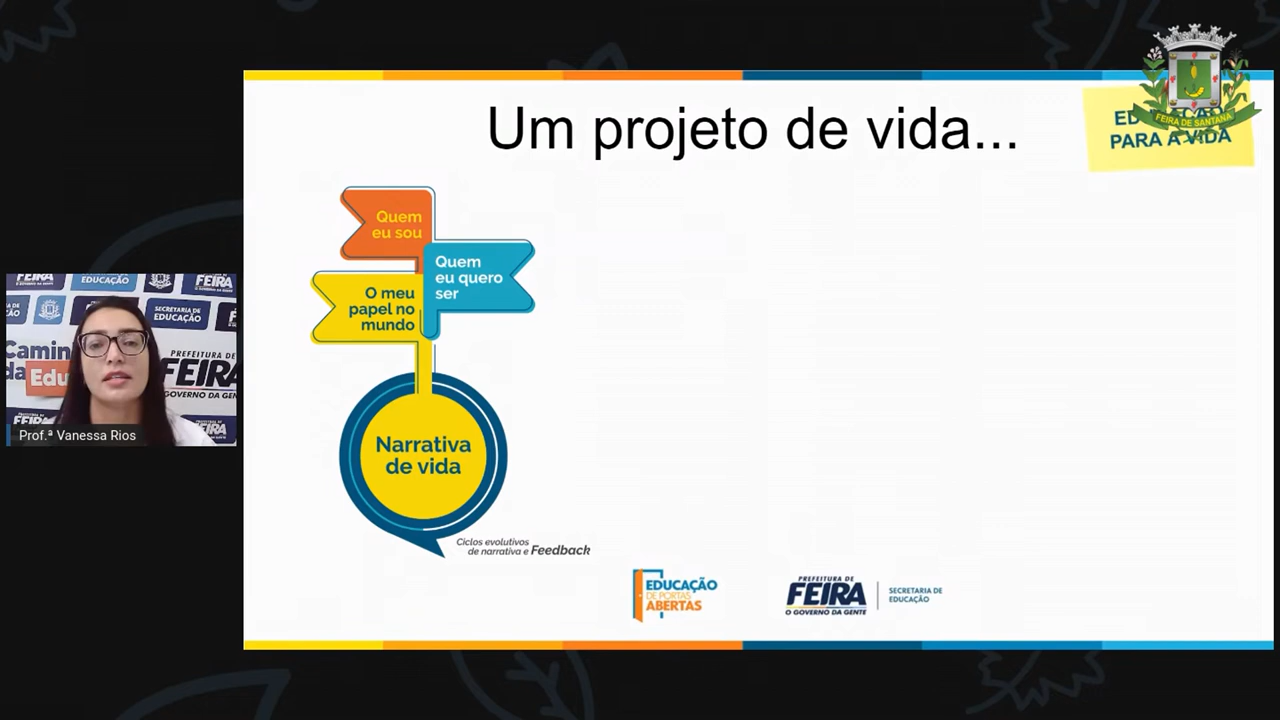 Um projeto de vida...
FEIRA DE SANTANA
PARA A VIDA
Quem
eu sou
Quem
eu quero
ser
O meu
papel no
mundo
Narrativa
de vida
Ciclos evolutivos
de narrativa e Feedback
EDUCAÇÃO
DE PORTAS
ABERTAS
PREFEITURA DE
FEIRA
O GOVERNO DA GENTE
SECRETARIA DE
EDUCAÇÃO
FEIRA
EDUCAÇÃO
FEIRA
SECRETARIA DE
EDUCAÇÃO
PREFEITURA DE
FEIRA
GOVERNO DA GENTE
Prof.ª Vanessa Rios